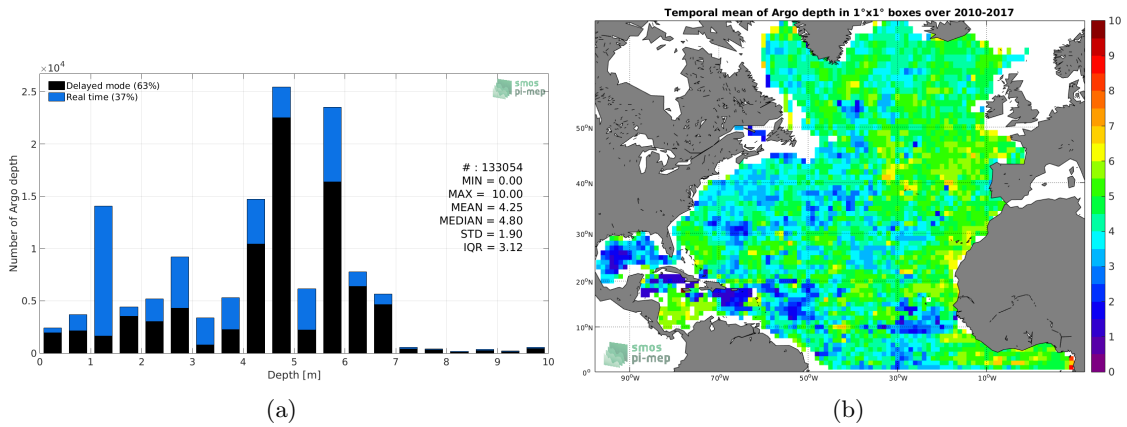 ×10⁴
2.5
2
1.5
1
0.5
0
Number of Argo depth
Delayed mode (63%)
Real time (37%)
smos
pi-mep
# : 133054
MIN = 0.00
MAX = 10.00
MEAN = 4.25
MEDIAN = 4.80
STD = 1.90
IQR = 3.12
0 1 2 3 4 5 6 7 8 9 10
Depth [m]
(a)
Temporal mean of Argo depth in 1°x1° boxes over 2010-2017
50°N
40°N
30°N
20°N
10°N
0°
90°W 70°W 50°W 30°W 10°W
smos
pi-mep
10
9
8
7
6
5
4
3
2
1
0
(b)